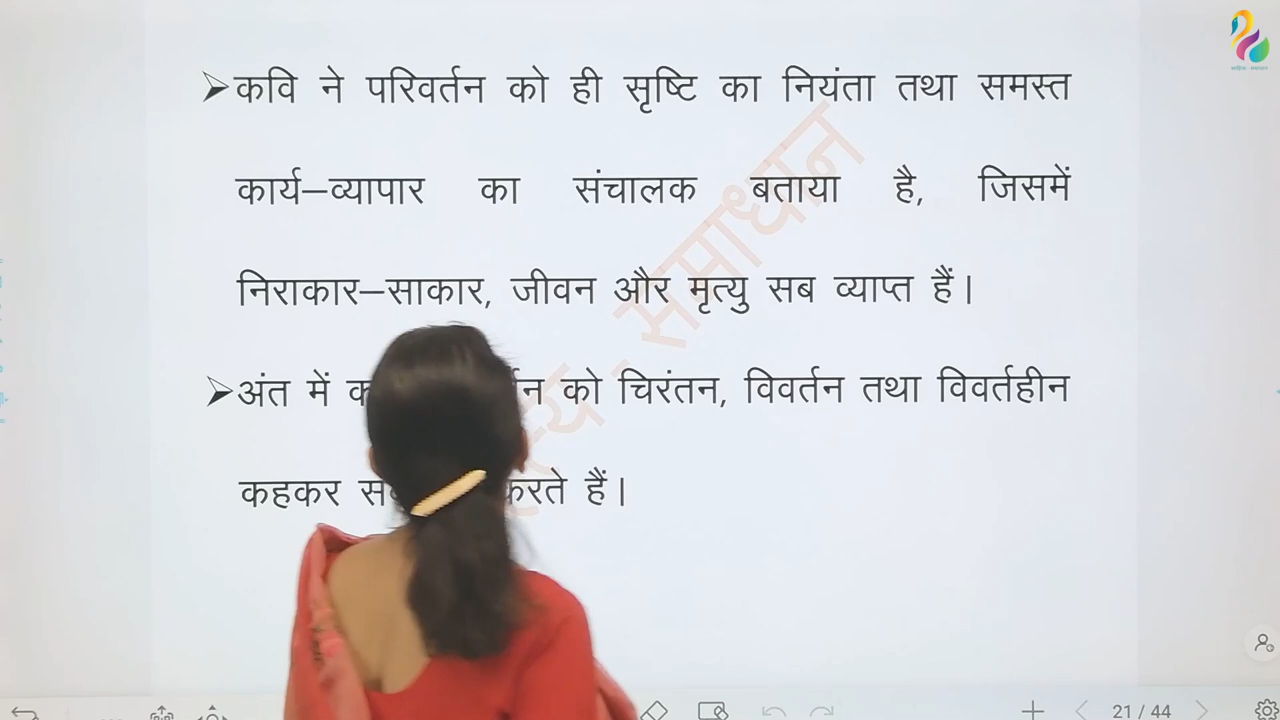 कवि ने परिवर्तन को ही सृष्टि का नियंता तथा समस्त
कार्य–व्यापार का संचालक बताया है, जिसमें
निराकार–साकार, जीवन और मृत्यु सब व्याप्त हैं।
अंत में को चिरंतन, विवर्तन तथा विवर्तहीन
कहकर करते हैं।
21 / 44